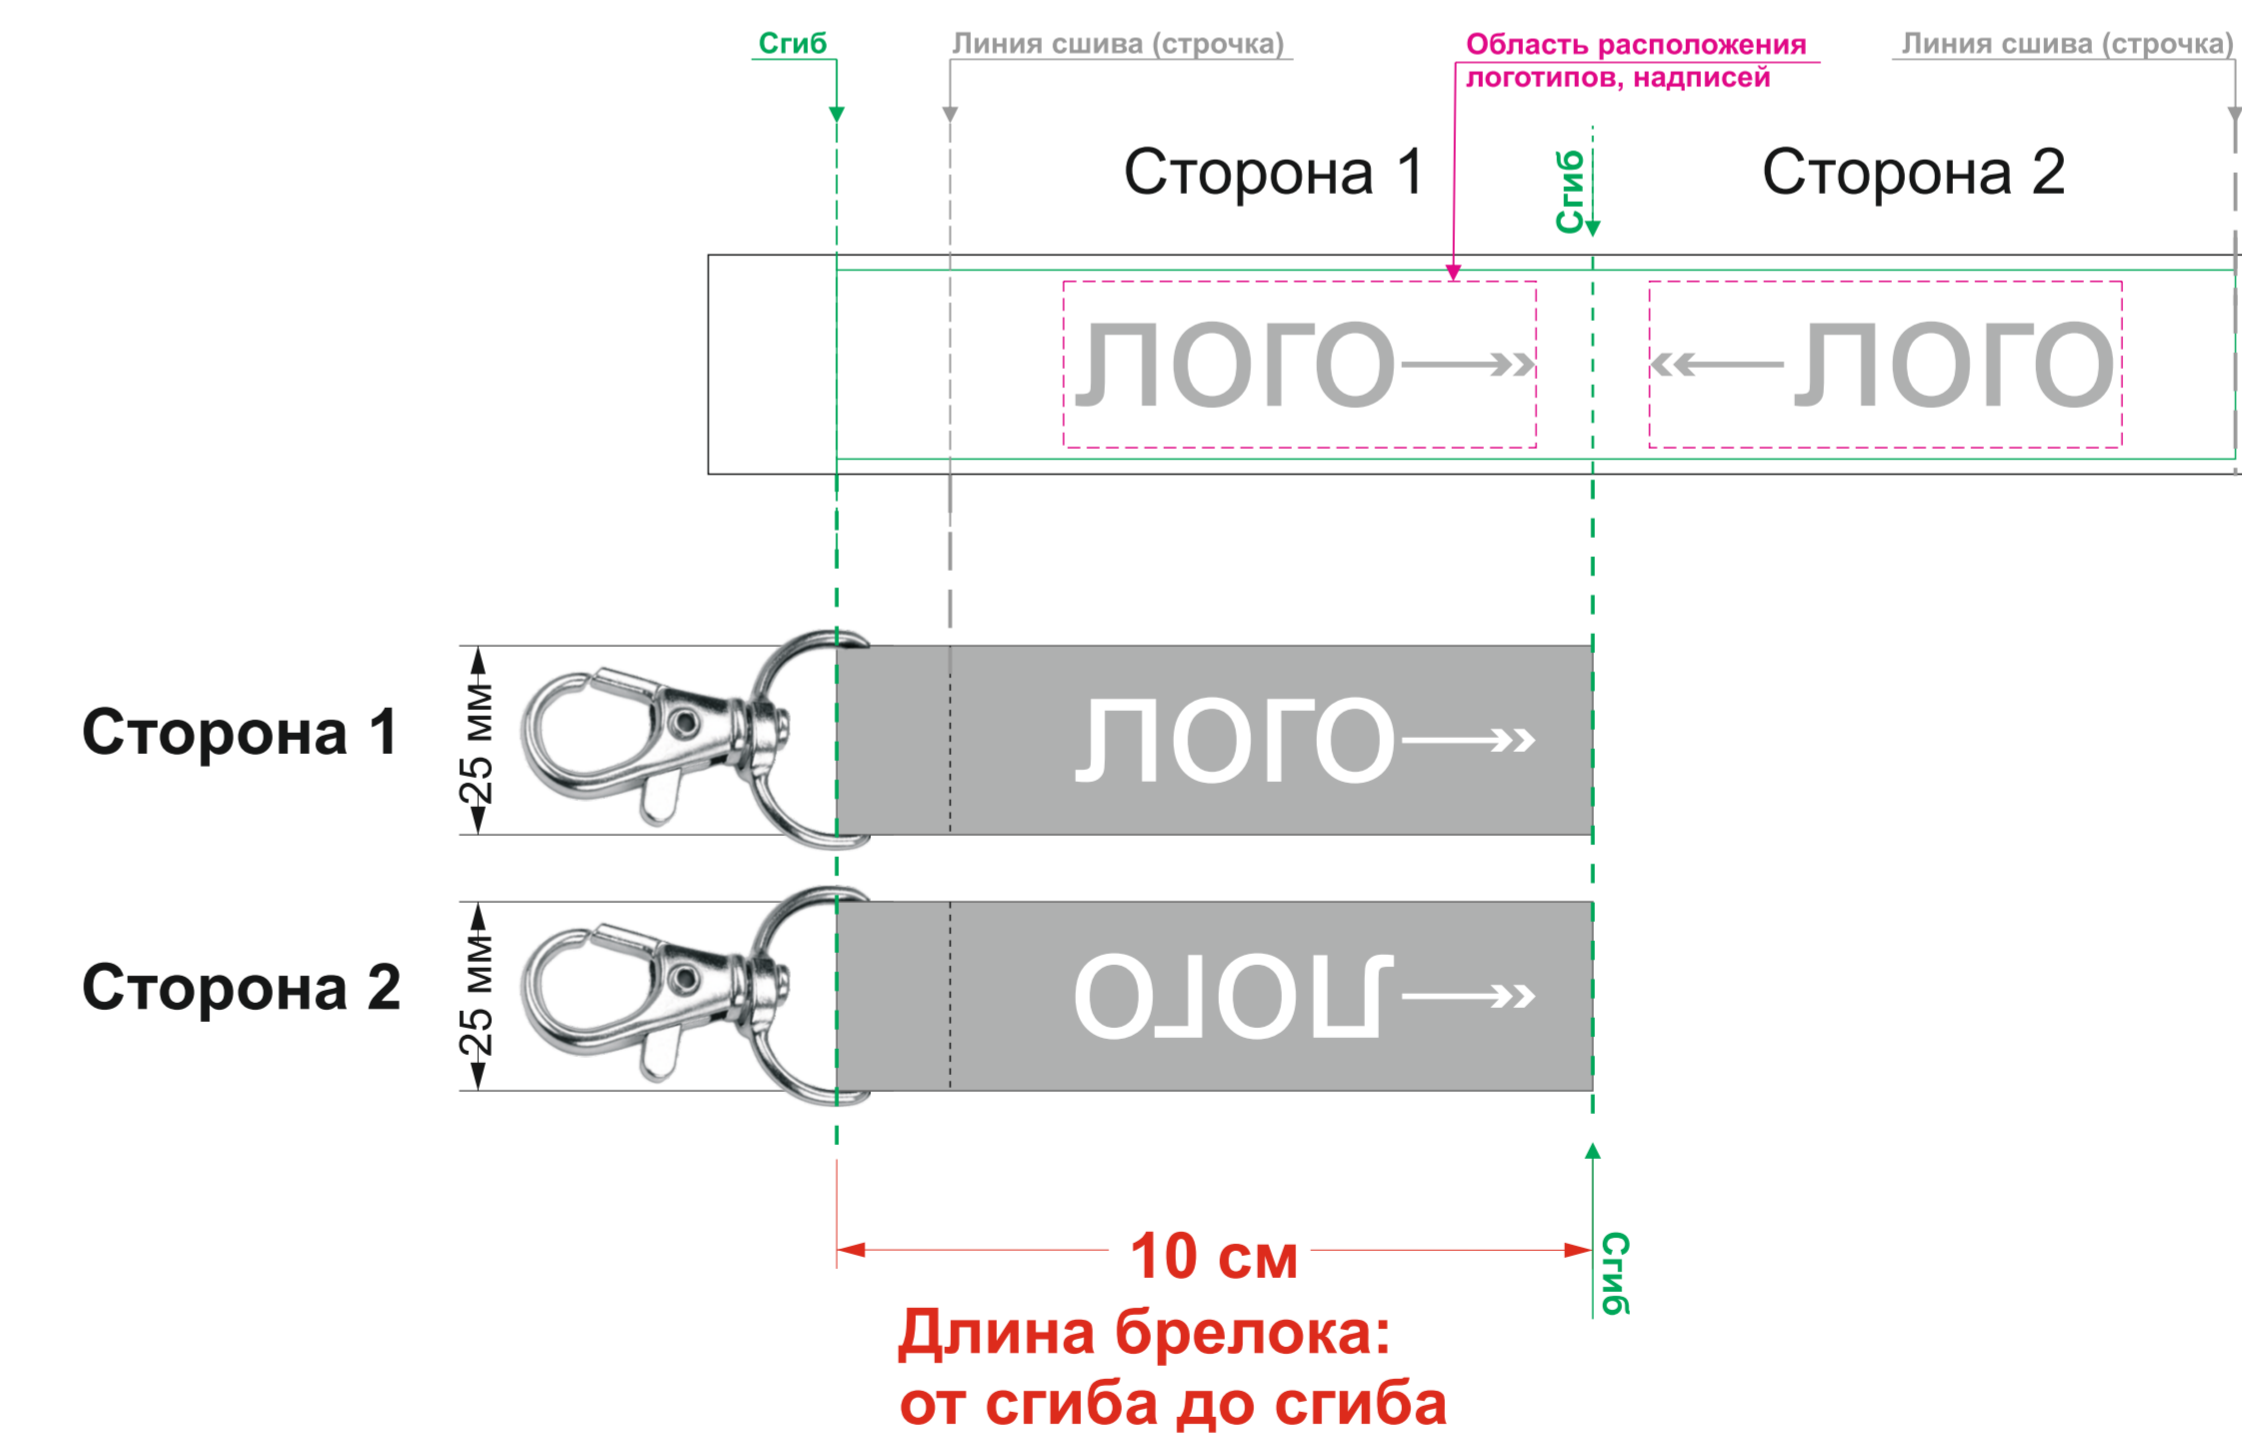 Сгиб
Линия сшива (строчка)
Область расположения
логотипов, надписей
Линия сшива (строчка)
Сторона 1
Сгиб
Сторона 2
ЛОГО
ЛОГО
Сторона 1
25 мм
ЛОГО
Сторона 2
25 мм
ЛОГО
10 см
Сгиб
Длина брелока:
от сгиба до сгиба